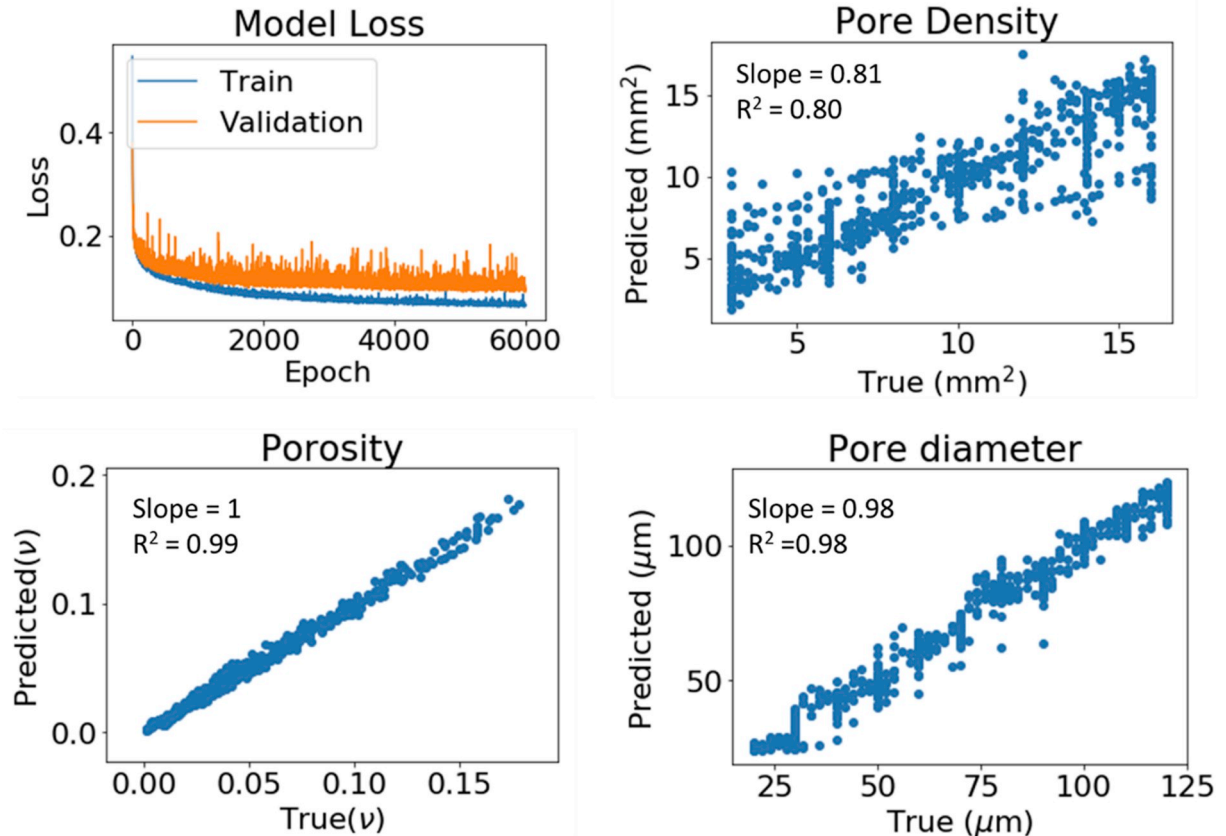 Model Loss
Train
Validation
0.4
0.2
Loss
0
2000
4000
6000
Epoch
Pore Density
Slope = 0.81
R² = 0.80
15
10
5
Predicted (mm²)
5
10
15
True (mm²)
Porosity
Slope = 1
R² = 0.99
0.2
0.1
0.0
Predicted(ν)
0.00
0.05
0.10
0.15
True(ν)
Pore diameter
Slope = 0.98
R² =0.98
100
50
Predicted (μm)
25
50
75
100
125
True (μm)